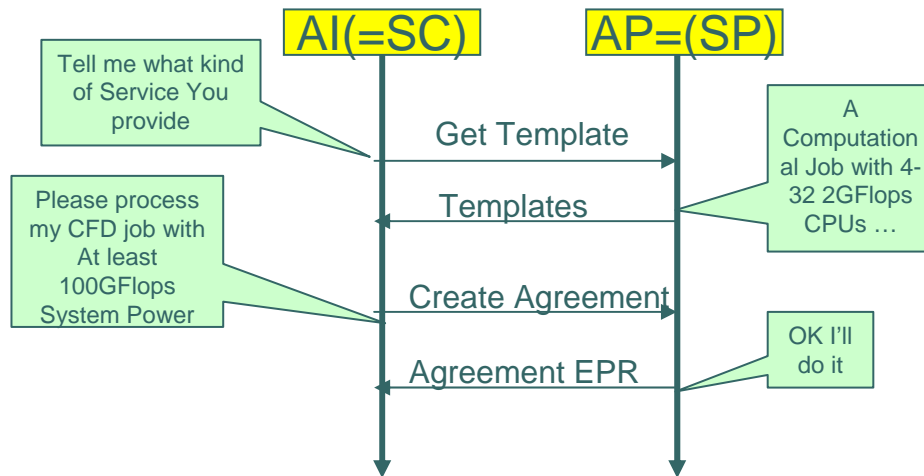 AI(=SC)
AP=(SP)
Tell me what kind
of Service You
provide
Get Template
A
Computation
al Job with 4-
32 2GFlops
CPUs …
Templates
Please process
my CFD job with
At least
100GFlops
System Power
Create Agreement
OK I'll
do it
Agreement EPR